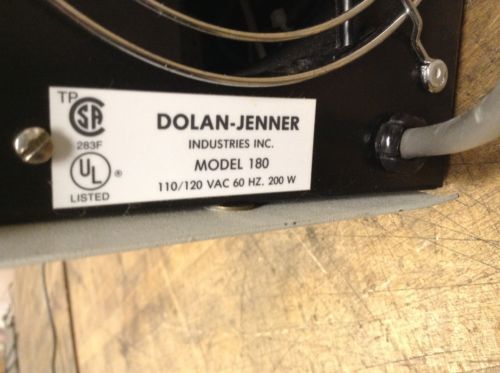 TP
SA
283F
UL ®
LISTED
DOLAN-JENNER
INDUSTRIES INC.
MODEL 180
110/120 VAC 60 HZ. 200 W